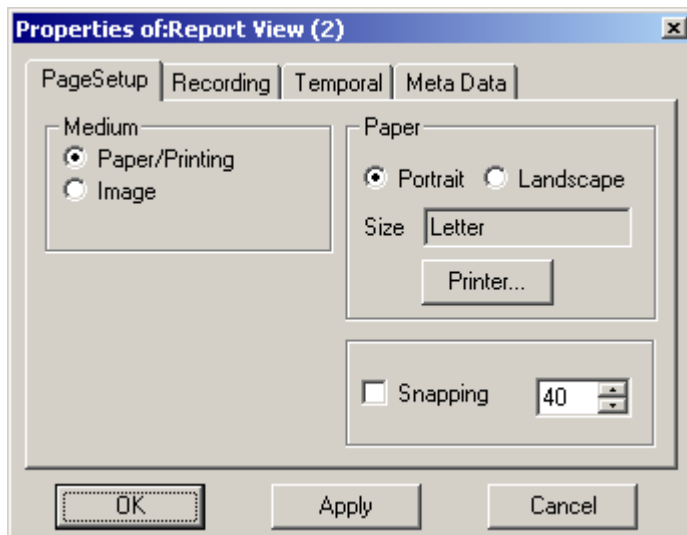 Properties of:Report View (2)
PageSetup Recording Temporal Meta Data
Medium
Paper/Printing
Image
Paper
Portrait Landscape
Size Letter
Printer...
Snapping 40
OK Apply Cancel